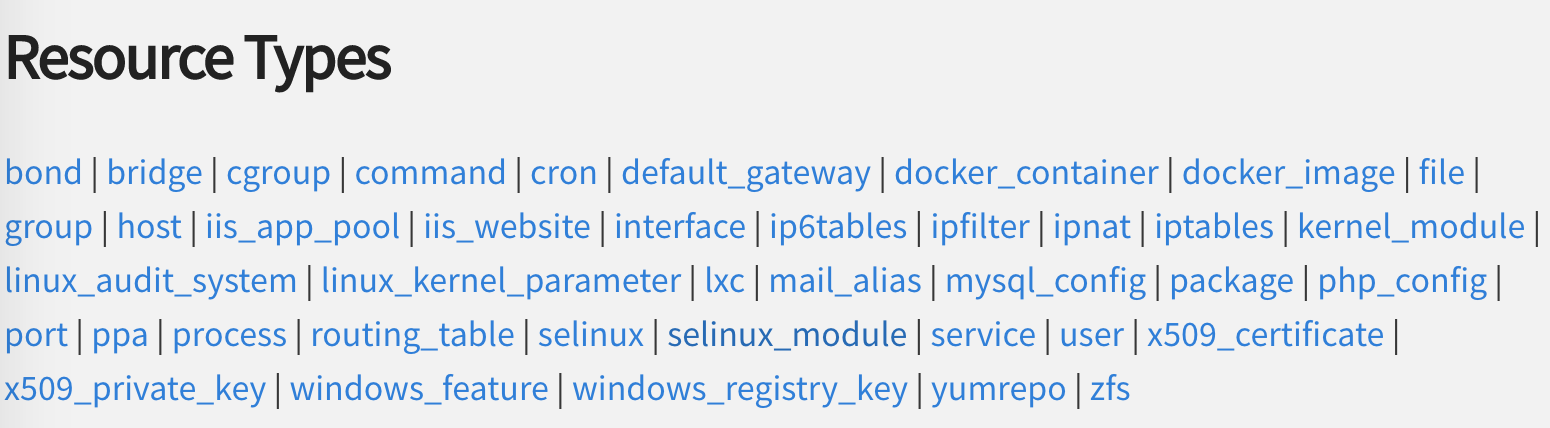 Resource Types
bond | bridge | cgroup | command | cron | default_gateway | docker_container | docker_image | file |
group | host | iis_app_pool | iis_website | interface | ip6tables | ipfilter | ipnat | iptables | kernel_module |
linux_audit_system | linux_kernel_parameter | lxc | mail_alias | mysql_config | package | php_config |
port | ppa | process | routing_table | selinux | selinux_module | service | user | x509_certificate |
x509_private_key | windows_feature | windows_registry_key | yumrepo | zfs